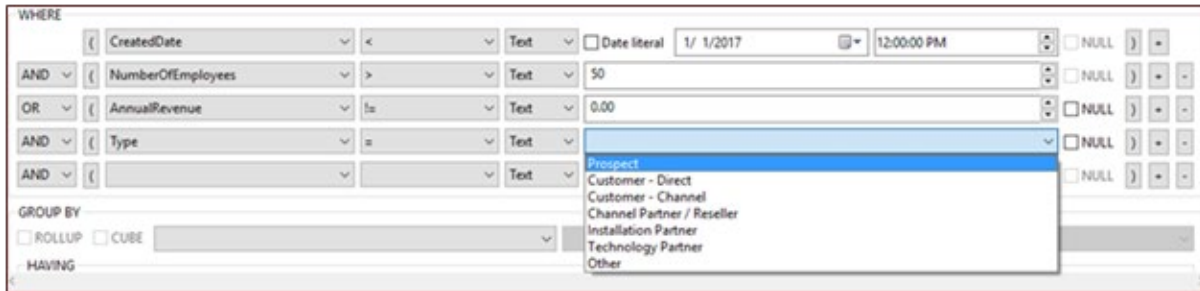 WHERE
( CreatedDate < Text Date literal 1/ 1/2017 12:00:00 PM NULL ) +
AND ( NumberOfEmployees > Text 50 NULL ) + -
OR ( AnnualRevenue != Text 0.00 NULL ) + -
AND ( Type = Text NULL ) + -
AND ( Text NULL ) + -
Prospect
Customer - Direct
Customer - Channel
Channel Partner / Reseller
Installation Partner
Technology Partner
Other
GROUP BY
ROLLUP CUBE
HAVING